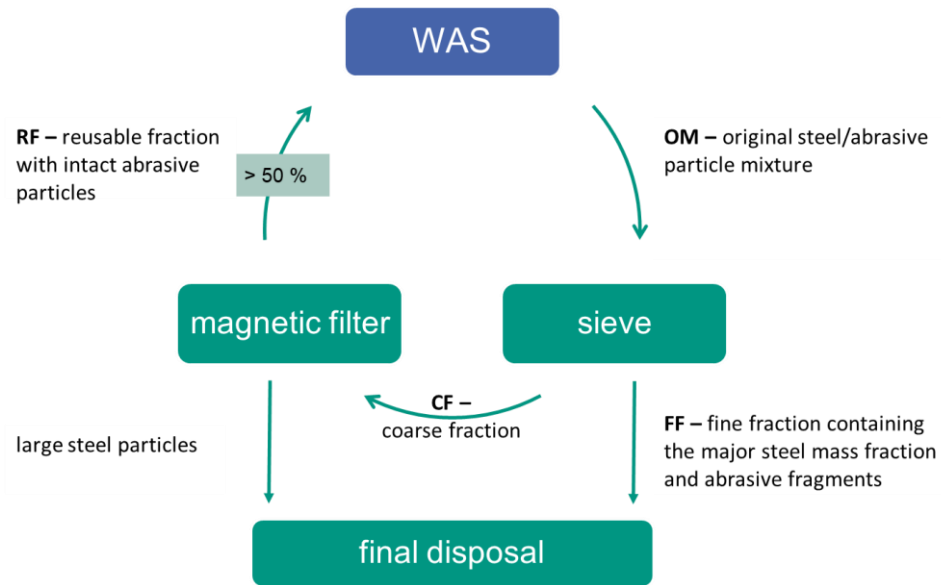 WAS
RF – reusable fraction
with intact abrasive
particles
> 50 %
OM – original steel/abrasive
particle mixture
magnetic filter
sieve
CF –
coarse fraction
large steel particles
FF – fine fraction containing
the major steel mass fraction
and abrasive fragments
final disposal